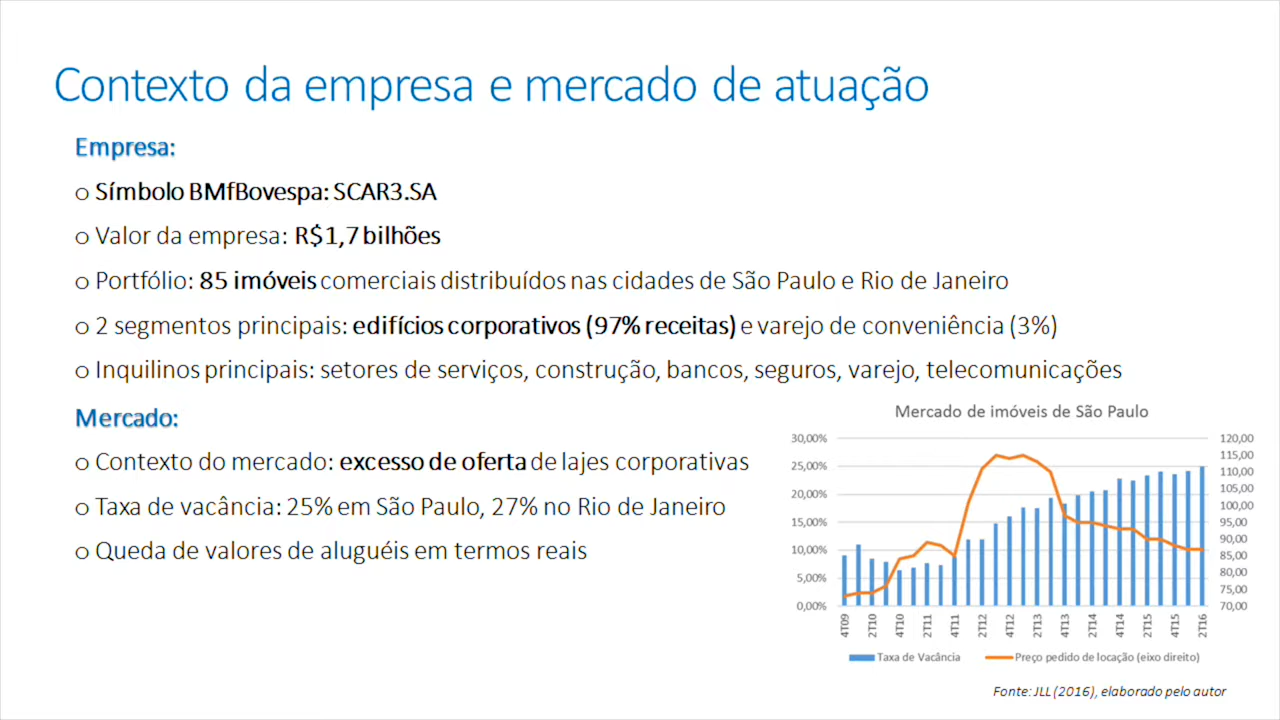 Contexto da empresa e mercado de atuação
Empresa:
o Símbolo BMfBovespa: SCAR3.SA
o Valor da empresa: R$1,7 bilhões
o Portfólio: 85 imóveis comerciais distribuídos nas cidades de São Paulo e Rio de Janeiro
o 2 segmentos principais: edifícios corporativos (97% receitas) e varejo de conveniência (3%)
o Inquilinos principais: setores de serviços, construção, bancos, seguros, varejo, telecomunicações
Mercado:
o Contexto do mercado: excesso de oferta de lajes corporativas
o Taxa de vacância: 25% em São Paulo, 27% no Rio de Janeiro
o Queda de valores de aluguéis em termos reais
Mercado de imóveis de São Paulo
30,00%
25,00%
20,00%
15,00%
10,00%
5,00%
0,00%
120,00
115,00
110,00
105,00
100,00
95,00
90,00
85,00
80,00
75,00
70,00
4T09
2T10
4T10
2T11
4T11
2T12
4T12
2T13
4T13
2T14
4T14
2T15
4T15
2T16
Taxa de Vacância
Preço pedido de locação (eixo direito)
Fonte: JLL (2016), elaborado pelo autor